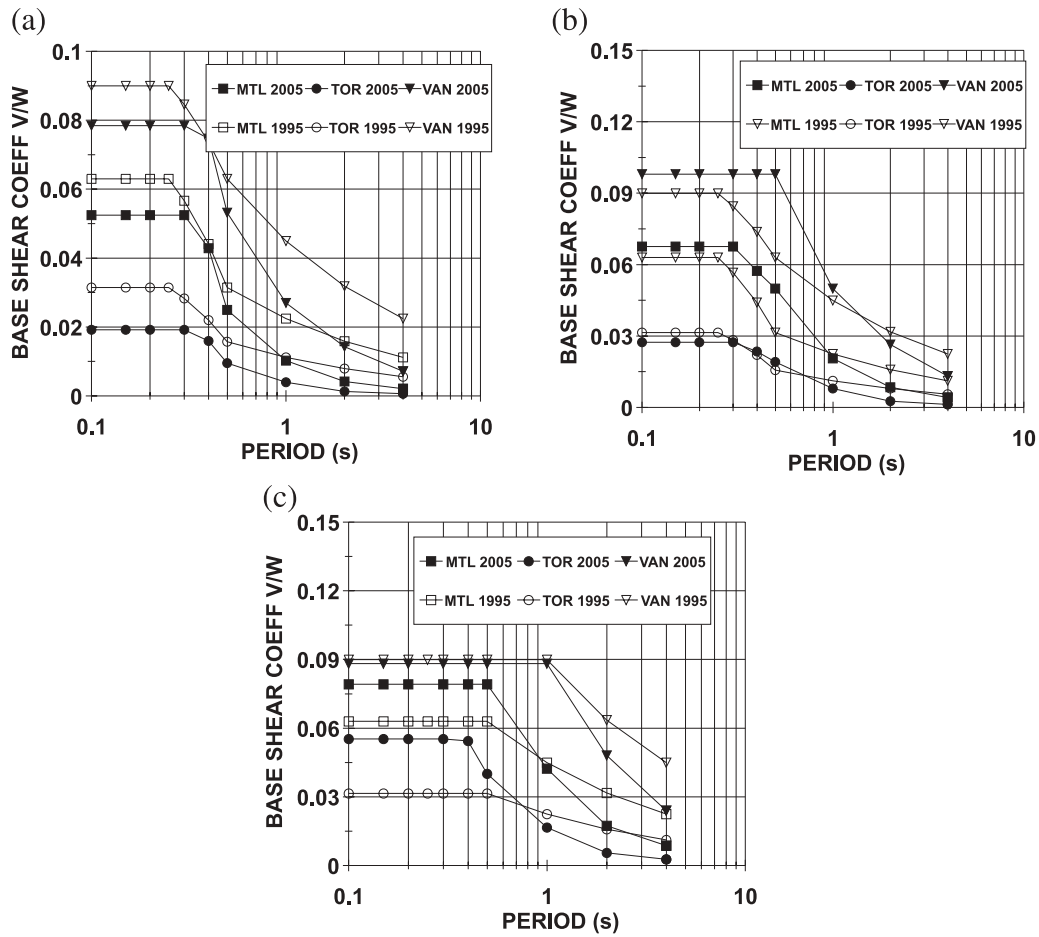 (a)
0.1
0.08
0.06
0.04
0.02
0
BASE SHEAR COEFF V/W
MTL 2005 TOR 2005 VAN 2005
MTL 1995 TOR 1995 VAN 1995
0.1 1 10
PERIOD (s)
(b)
0.15
0.12
0.09
0.06
0.03
0
BASE SHEAR COEFF V/W
MTL 2005 TOR 2005 VAN 2005
MTL 1995 TOR 1995 VAN 1995
0.1 1 10
PERIOD (s)
(c)
0.15
0.12
0.09
0.06
0.03
0
BASE SHEAR COEFF V/W
MTL 2005 TOR 2005 VAN 2005
MTL 1995 TOR 1995 VAN 1995
0.1 1 10
PERIOD (s)